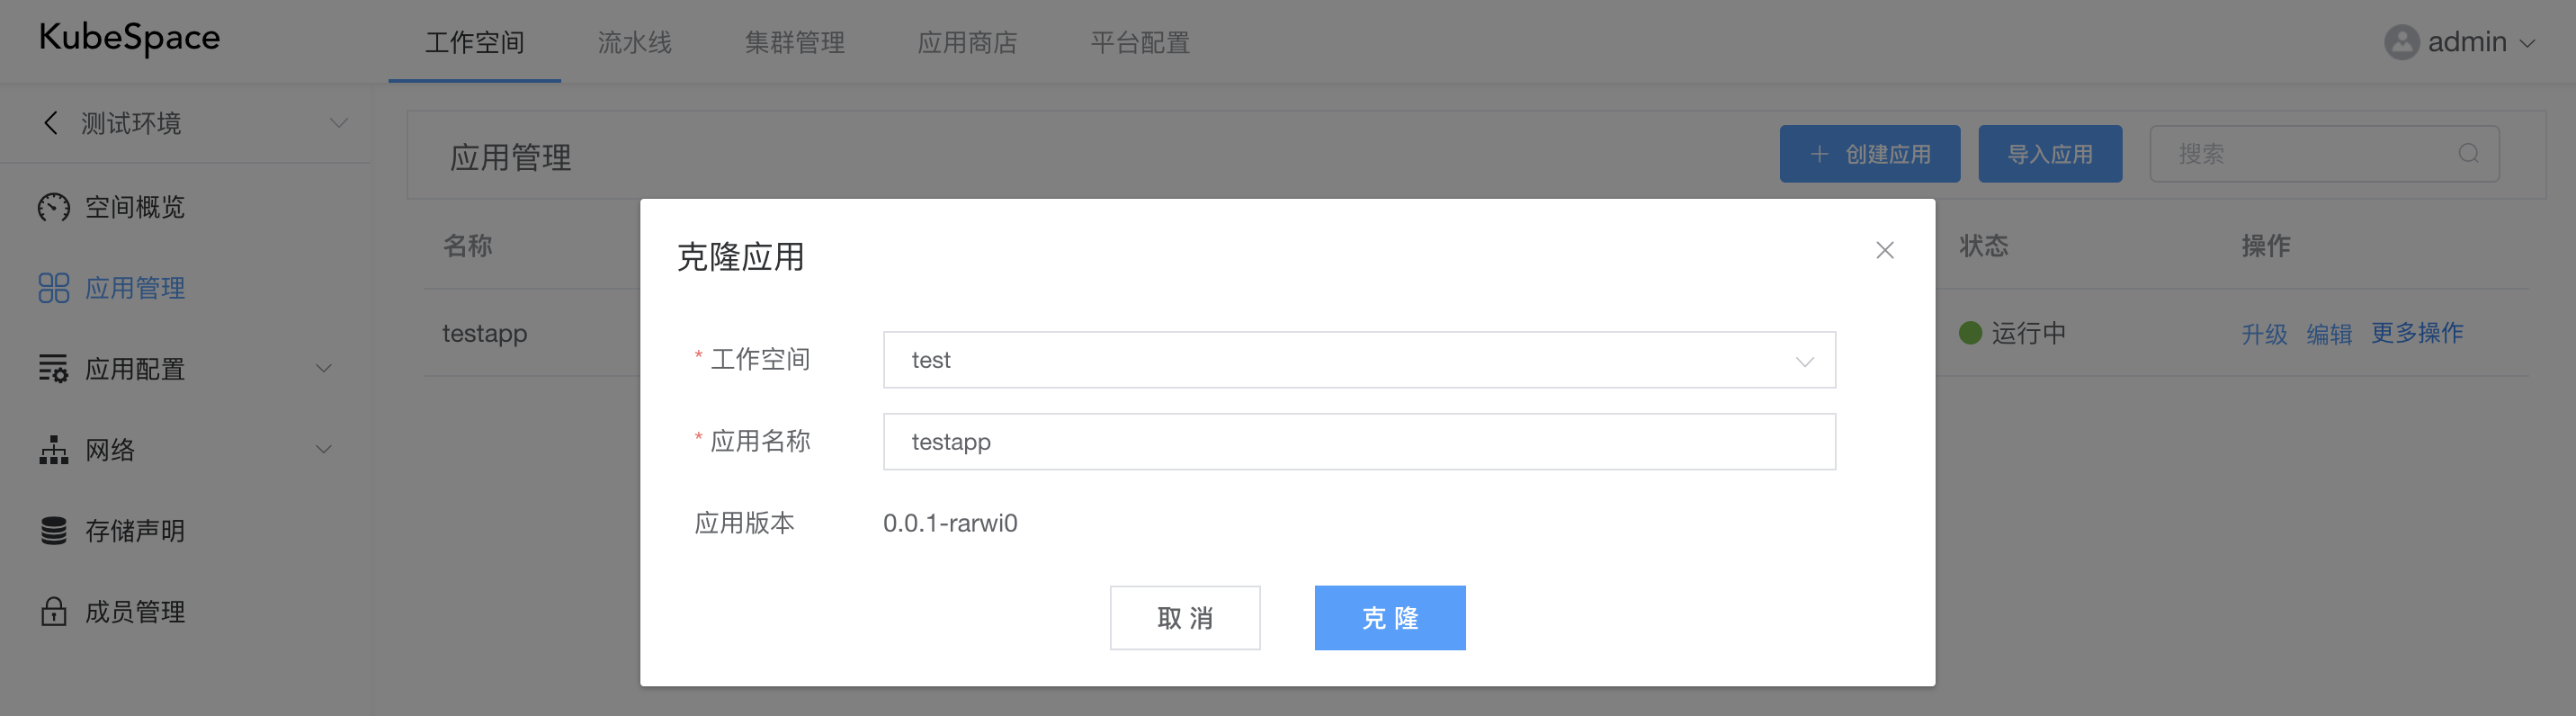 KubeSpace
工作空间 流水线 集群管理 应用商店 平台配置
admin
测试环境
空间概览
应用管理
应用配置
网络
存储声明
成员管理
应用管理
+ 创建应用 导入应用 搜索
名称 状态 操作
testapp 运行中 升级 编辑 更多操作
克隆应用
* 工作空间 test
* 应用名称 testapp
应用版本 0.0.1-rarwi0
取 消 克 隆